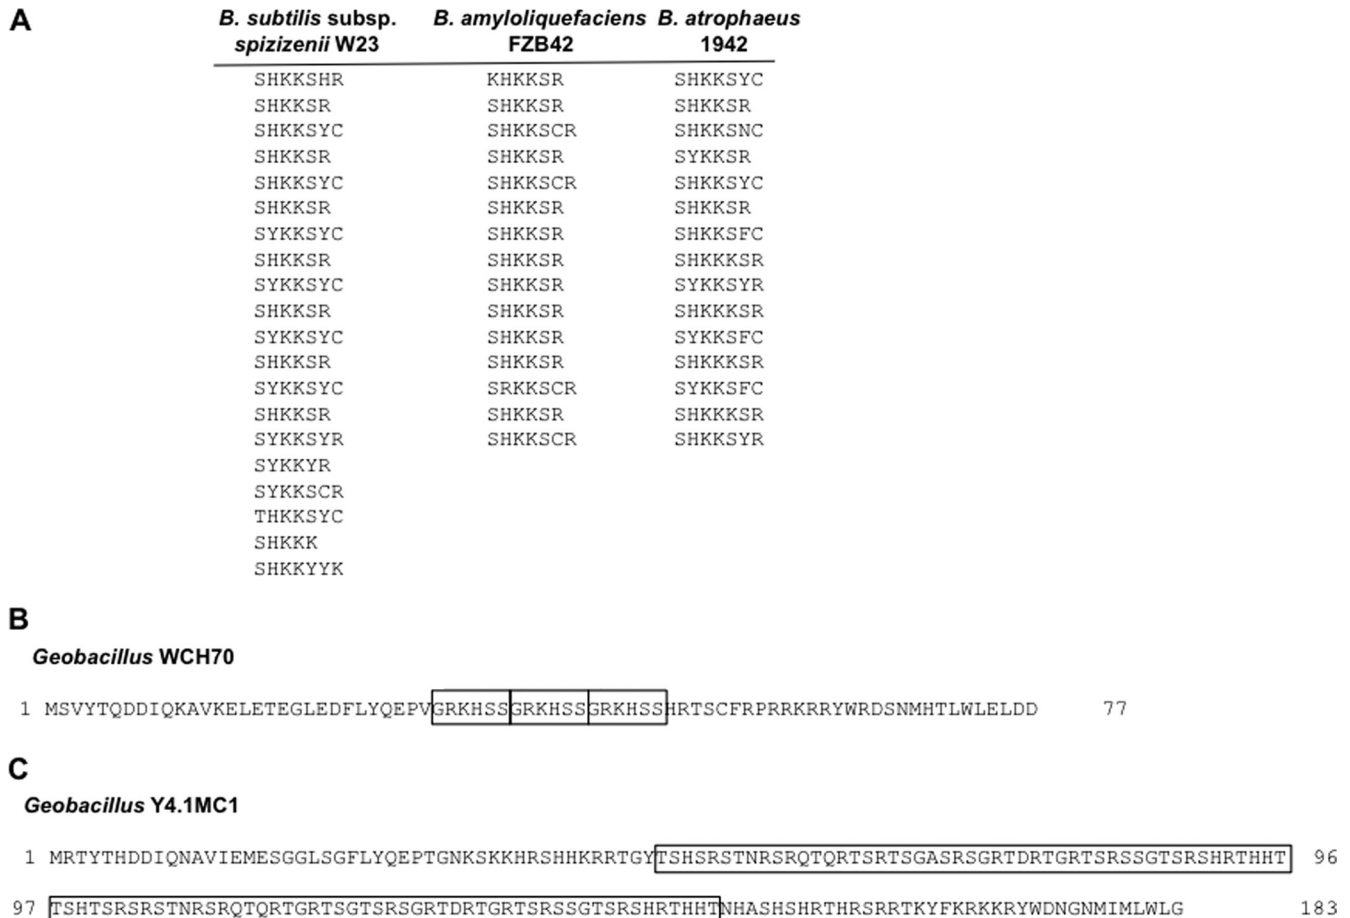 A
B. subtilis subsp. spizizenii W23 B. amyloliquefaciens FZB42 B. atrophaeus 1942
SHKKSHR KHKKSR SHKKSYC
SHKKSR SHKKSR SHKKSR
SHKKSYC SHKKSCR SHKKSNC
SHKKSR SHKKSR SYKKSR
SHKKSYC SHKKSCR SHKKSYC
SHKKSR SHKKSR SHKKSR
SYKKSYC SHKKSR SHKKSFC
SHKKSR SHKKSR SHKKKSR
SYKKSYC SHKKSR SYKKSYR
SHKKSR SHKKSR SHKKKSR
SYKKSYC SHKKSR SYKKSFC
SHKKSR SHKKSR SHKKKSR
SYKKSYC SRKKSCR SYKKSFC
SHKKSR SHKKSR SHKKKSR
SYKKSYR SHKKSCR SHKKSYR
SYKKYR
SYKKSCR
THKKSYC
SHKKK
SHKKYYK
B
Geobacillus WCH70
1 MSVYTQDDIQKAVKELETEGLEDFLYQEPVGRKHSSGRKHSSGRKHSSHRTSCFRPRRKRRYWRDSNMHTLWLELDD 77
C
Geobacillus Y4.1MC1
1 MRTYTHDDIQNAVIEMESGGLSGFLYQEPTGNKSKKHRSHHKRRTGYTSHSRSTNRSRQTQRTSRTSGASRSGRTDRTGRTSRSSGTSRSHRTHHT 96
97 TSHTSRSRSTNRSRQTQRTGRTSGTSRSGRTDRTGRTSRSSGTSRSHRTHHTNHASHSHRTHRSRRTKYFKRKKRYWDNGNMIMLWLG 183